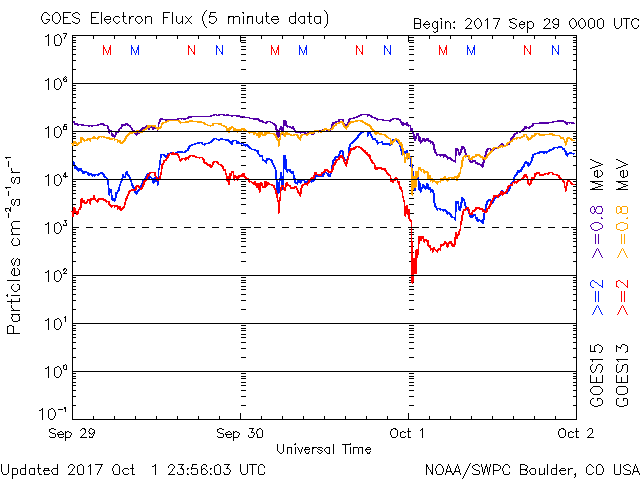 GOES Electron Flux (5 minute data)
Begin: 2017 Sep 29 0000 UTC
10⁷
M M N N M M N N M M N N
10⁶
10⁵
10⁴
10³
10²
10¹
10⁰
10⁻¹
Particles cm⁻²s⁻¹sr⁻¹
GOES15 >=2 >=0.8 MeV
GOES13 >=2 >=0.8 MeV
Sep 29 Sep 30 Oct 1 Oct 2
Universal Time
Updated 2017 Oct 1 23:56:03 UTC
NOAA/SWPC Boulder, CO USA